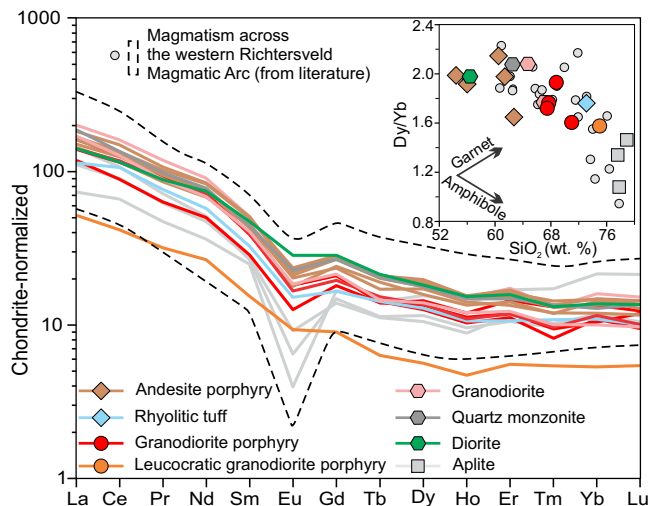 1000
100
10
1
Chondrite-normalized
Magmatism across
the western Richtersveld
Magmatic Arc (from literature)
2.4
2.0
1.6
1.2
0.8
Dy/Yb
Garnet
Amphibole
52 60 68 76
SiO2 (wt. %)
Andesite porphyry
Rhyolitic tuff
Granodiorite porphyry
Leucocratic granodiorite porphyry
Granodiorite
Quartz monzonite
Diorite
Aplite
La Ce Pr Nd Sm Eu Gd Tb Dy Ho Er Tm Yb Lu